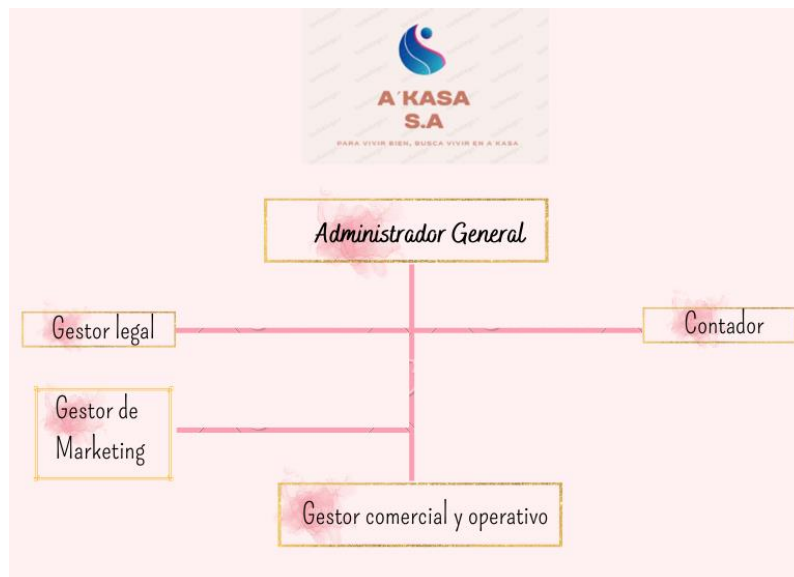 A´KASA
S.A
PARA VIVIR BIEN, BUSCA VIVIR EN A KASA
Administrador General
Gestor legal
Contador
Gestor de
Marketing
Gestor comercial y operativo